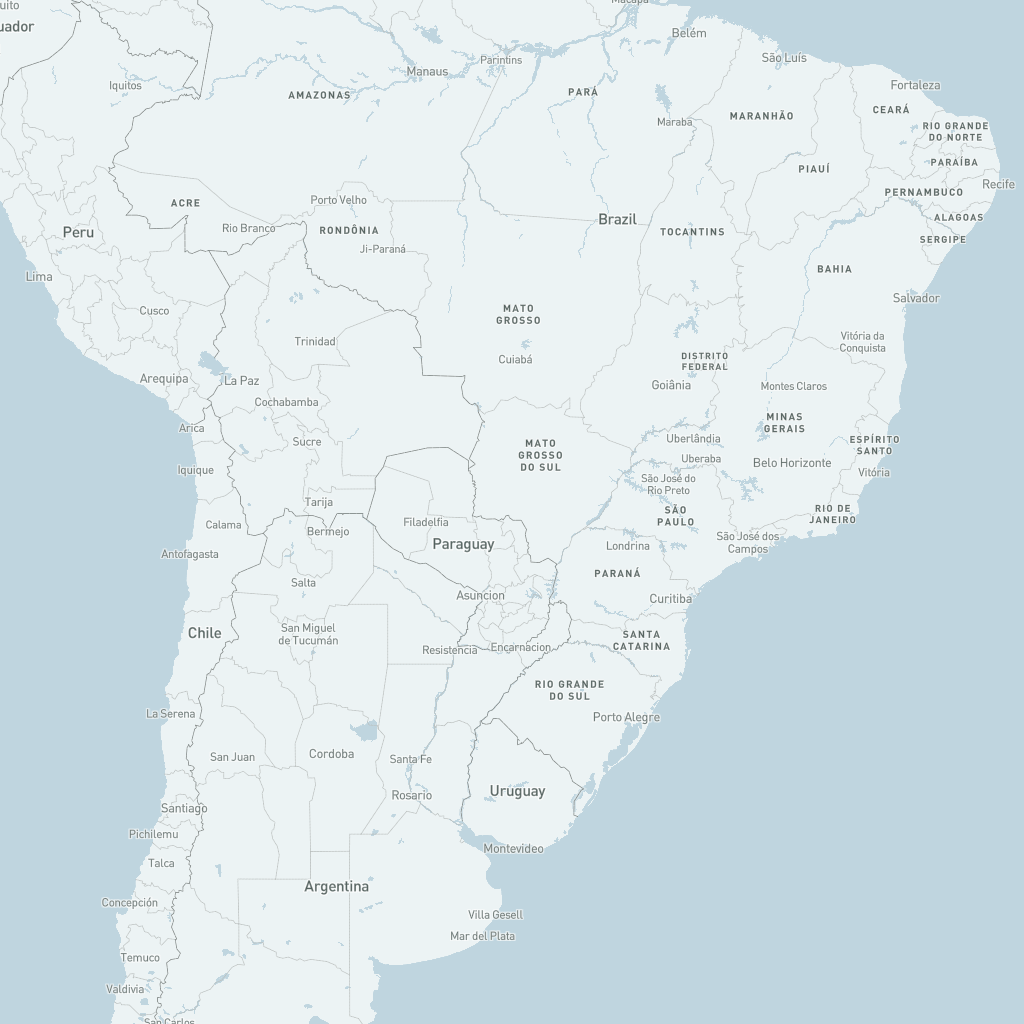 Macapá
uito
uador
Belém
São Luís
Parintins
Manaus
Iquitos
Fortaleza
AMAZONAS
PARÁ
CEARÁ
MARANHÃO
Marabá
RIO GRANDE
DO NORTE
PARAÍBA
PIAUÍ
Recife
PERNAMBUCO
Porto Velho
ACRE
ALAGOAS
Brazil
Rio Branco
RONDÔNIA
TOCANTINS
Peru
SERGIPE
Ji-Paraná
BAHIA
Lima
Salvador
Cusco
MATO
GROSSO
Vitória da
Conquista
Trinidad
Cuiabá
DISTRITO
FEDERAL
Arequipa
La Paz
Goiânia
Montes Claros
Cochabamba
MINAS
GERAIS
Arica
Sucre
Uberlândia
ESPÍRITO
SANTO
MATO
GROSSO
DO SUL
Uberaba
Belo Horizonte
Iquique
Vitória
São José do
Rio Preto
Tarija
SÃO
PAULO
RIO DE
JANEIRO
Calama
Filadelfia
Bermejo
Paraguay
Londrina
São José dos
Campos
Antofagasta
PARANÁ
Salta
Asuncion
Curitiba
Chile
San Miguel
de Tucumán
SANTA
CATARINA
Resistencia
Encarnacion
RIO GRANDE
DO SUL
La Serena
Porto Alegre
San Juan
Cordoba
Santa Fe
Uruguay
Rosario
Santiago
Pichilemu
Montevideo
Talca
Argentina
Concepción
Villa Gesell
Mar del Plata
Temuco
Valdivia
San Carlos